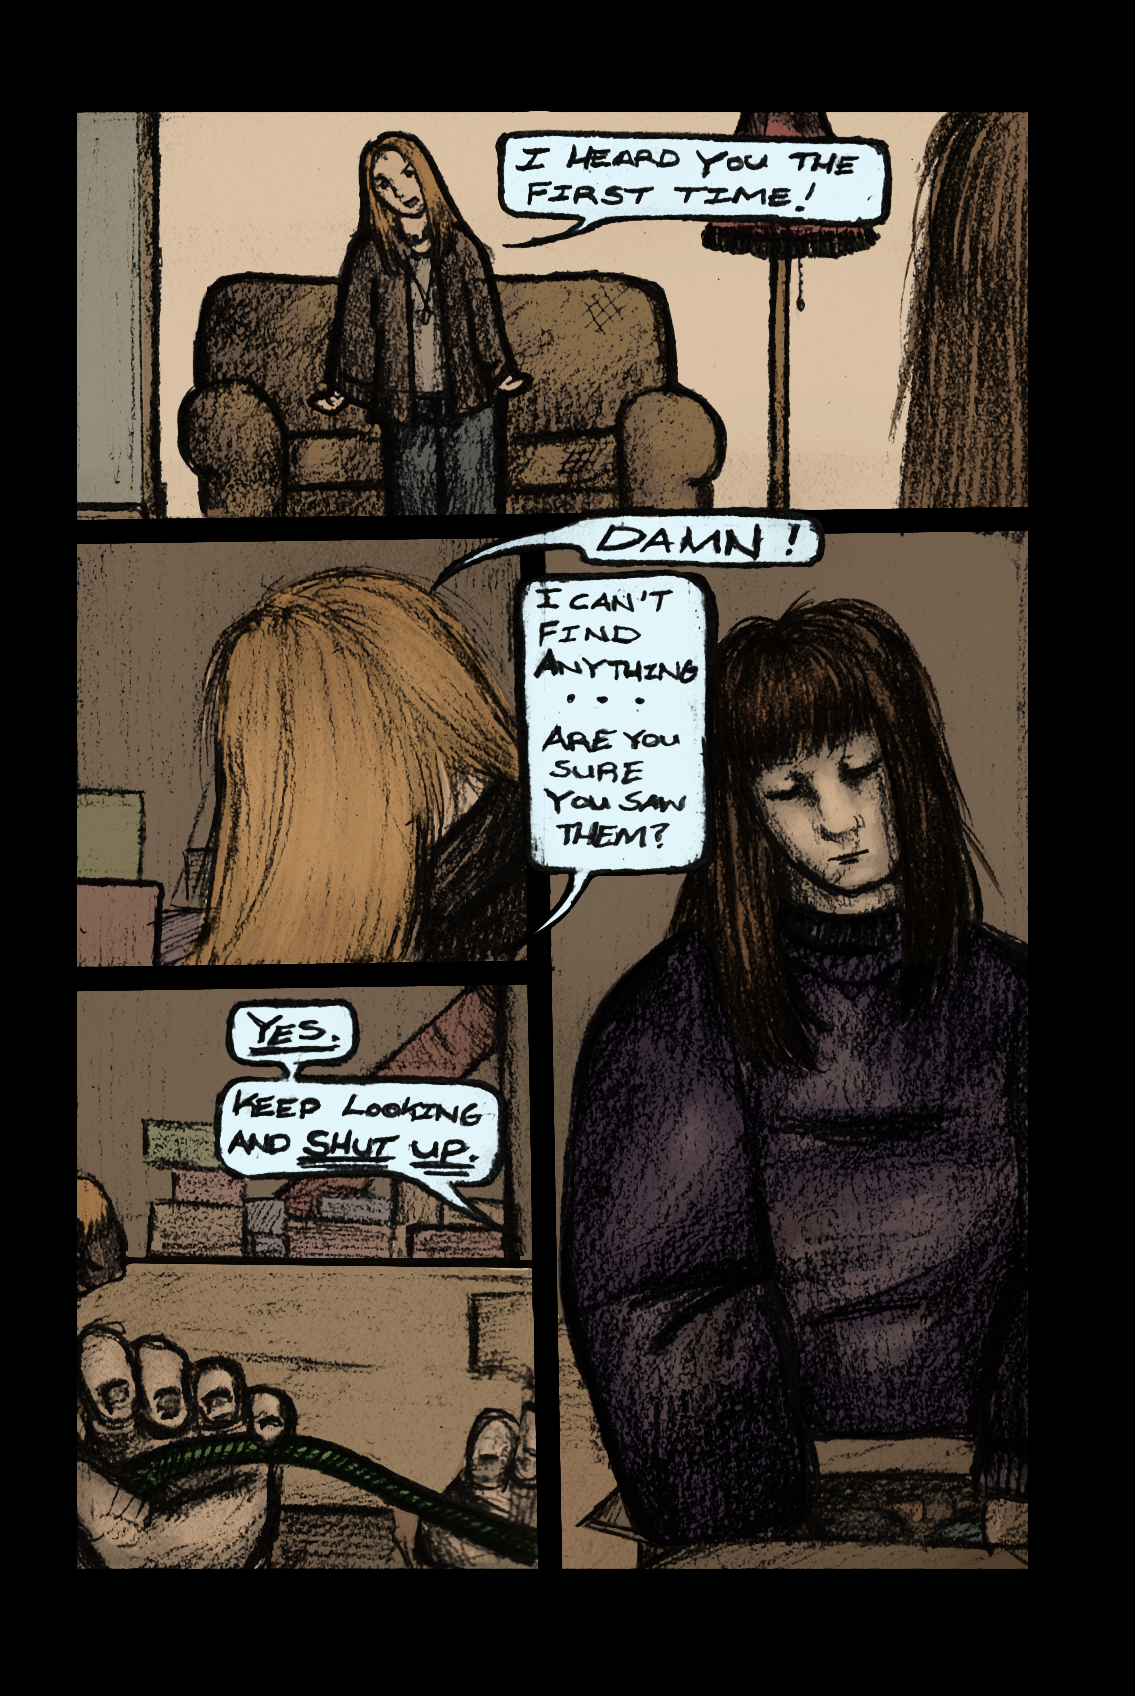 I HEARD YOU THE
FIRST TIME!
DAMN!
I CAN'T
FIND
ANYTHING
...
ARE YOU
SURE
YOU SAW
THEM?
YES.
KEEP LOOKING
AND SHUT UP.